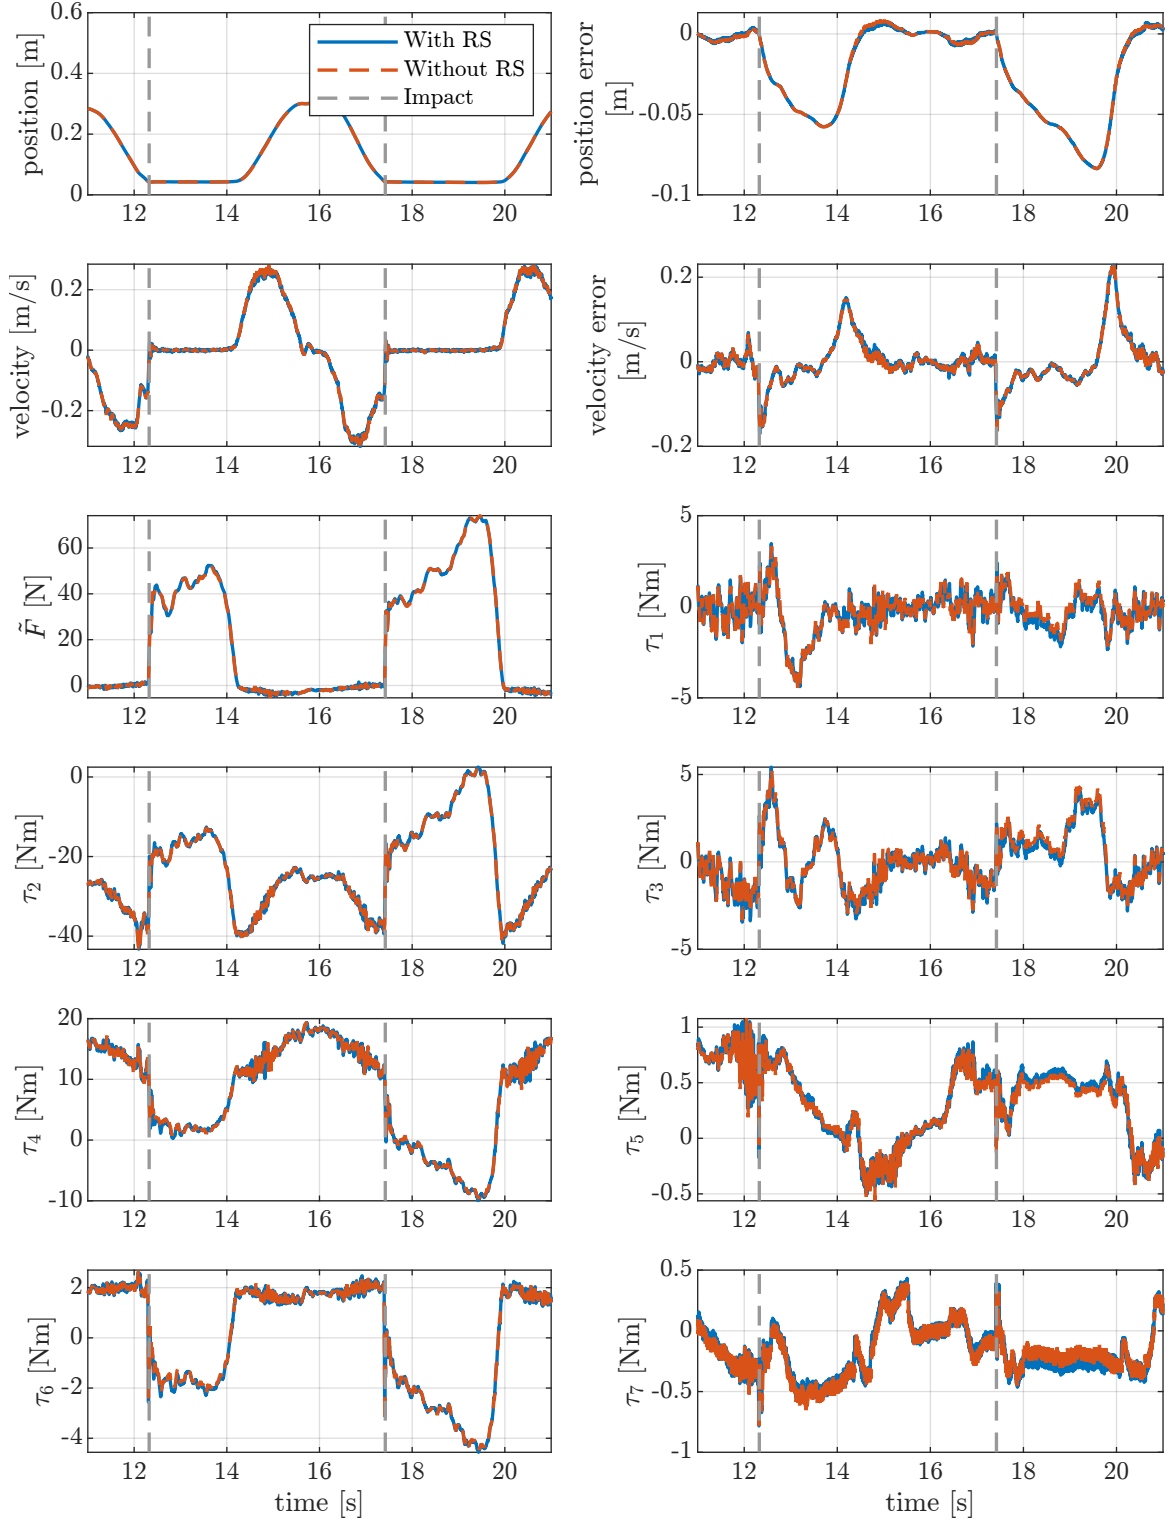 0.6
0.4
0.2
0
position [m]
With RS
Without RS
Impact
12 14 16 18 20
0
-0.05
-0.1
position error
[m]
12 14 16 18 20
0.2
0
-0.2
velocity [m/s]
12 14 16 18 20
0.2
0
-0.2
velocity error
[m/s]
12 14 16 18 20
60
40
20
0
F̃ [N]
12 14 16 18 20
5
0
-5
τ1 [Nm]
12 14 16 18 20
0
-20
-40
τ2 [Nm]
12 14 16 18 20
5
0
-5
τ3 [Nm]
12 14 16 18 20
20
10
0
-10
τ4 [Nm]
12 14 16 18 20
1
0.5
0
-0.5
τ5 [Nm]
12 14 16 18 20
2
0
-2
-4
τ6 [Nm]
12 14 16 18 20
time [s]
0.5
0
-0.5
-1
τ7 [Nm]
12 14 16 18 20
time [s]